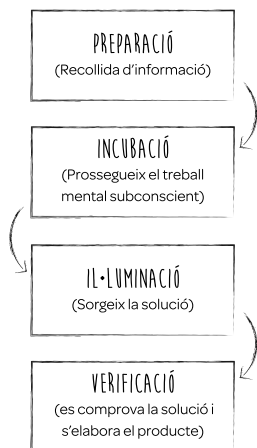 PREPARACIÓ
(Recollida d'informació)
INCUBACIÓ
(Prossegueix el treball
mental subconscient)
IL·LUMINACIÓ
(Sorgeix la solució)
VERIFICACIÓ
(es comprova la solució i
s'elabora el producte)